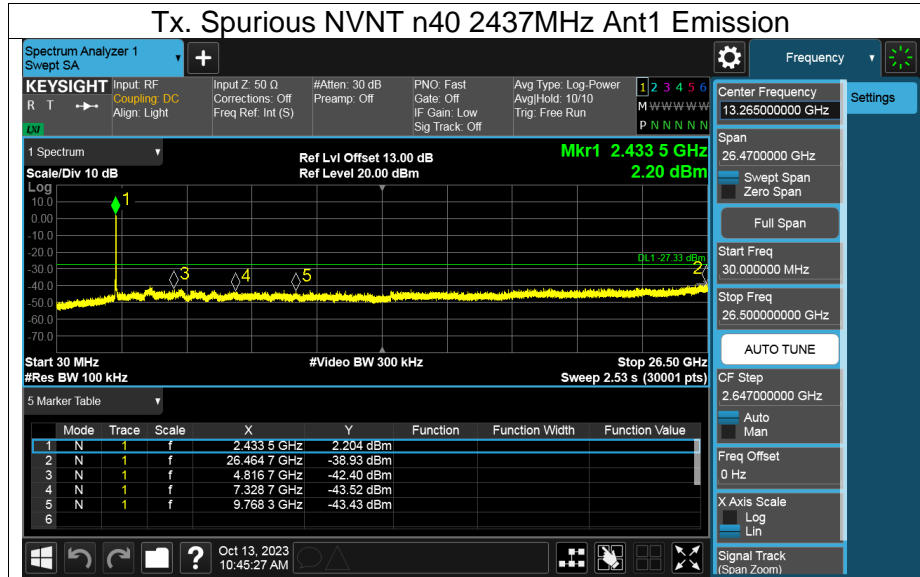 Tx. Spurious NVNT n40 2437MHz Ant1 Emission
Spectrum Analyzer 1
Swept SA
Frequency
KEYSIGHT
R T
LXI
Input: RF
Coupling: DC
Align: Light
Input Z: 50 Ω
Corrections: Off
Freq Ref: Int (S)
#Atten: 30 dB
Preamp: Off
PNO: Fast
Gate: Off
IF Gain: Low
Sig Track: Off
Avg Type: Log-Power
Avg|Hold: 10/10
Trig: Free Run
1 2 3 4 5 6
M W W W W W
P N N N N N
1 Spectrum
Scale/Div 10 dB
Ref Lvl Offset 13.00 dB
Ref Level 20.00 dBm
Mkr1 2.433 5 GHz
2.20 dBm
Log
10.0
0.00
-10.0
-20.0
-30.0
-40.0
-50.0
-60.0
-70.0
1
3
4
5
2
DL1 -27.33 dBm
Start 30 MHz
#Res BW 100 kHz
#Video BW 300 kHz
Stop 26.50 GHz
Sweep 2.53 s (30001 pts)
5 Marker Table
Mode Trace Scale X Y Function Function Width Function Value
1 N 1 f 2.433 5 GHz 2.204 dBm
2 N 1 f 26.464 7 GHz -38.93 dBm
3 N 1 f 4.816 7 GHz -42.40 dBm
4 N 1 f 7.328 7 GHz -43.52 dBm
5 N 1 f 9.768 3 GHz -43.43 dBm
6
Oct 13, 2023
10:45:27 AM
Center Frequency
13.265000000 GHz
Settings
Span
26.4700000 GHz
Swept Span
Zero Span
Full Span
Start Freq
30.000000 MHz
Stop Freq
26.500000000 GHz
AUTO TUNE
CF Step
2.647000000 GHz
Auto
Man
Freq Offset
0 Hz
X Axis Scale
Log
Lin
Signal Track
(Span Zoom)